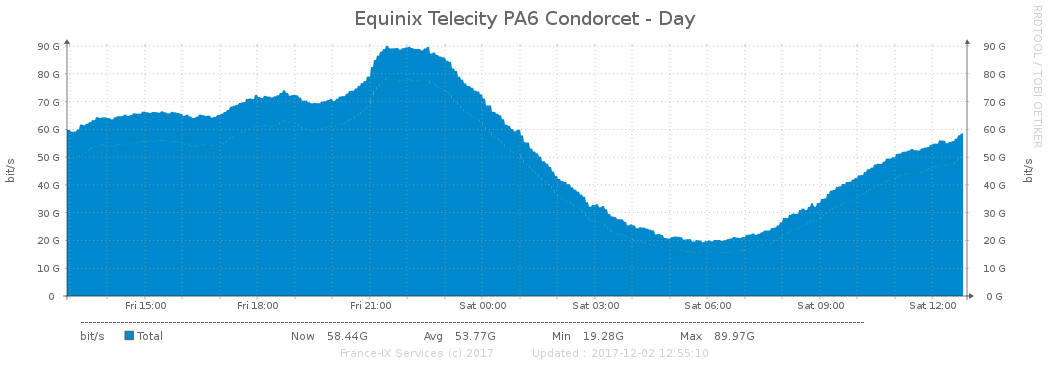 Equinix Telecity PA6 Condorcet - Day
RRDTOOL / TOBI OETIKER
bit/s
90 G 90 G
80 G 80 G
70 G 70 G
60 G 60 G
50 G 50 G
40 G 40 G
30 G 30 G
20 G 20 G
10 G 10 G
0 0 G
bit/s
Fri 15:00 Fri 18:00 Fri 21:00 Sat 00:00 Sat 03:00 Sat 06:00 Sat 09:00 Sat 12:00
bit/s Total Now 58.44G Avg 53.77G Min 19.28G Max 89.97G
France-IX Services (c) 2017 Updated : 2017-12-02 12:55:10